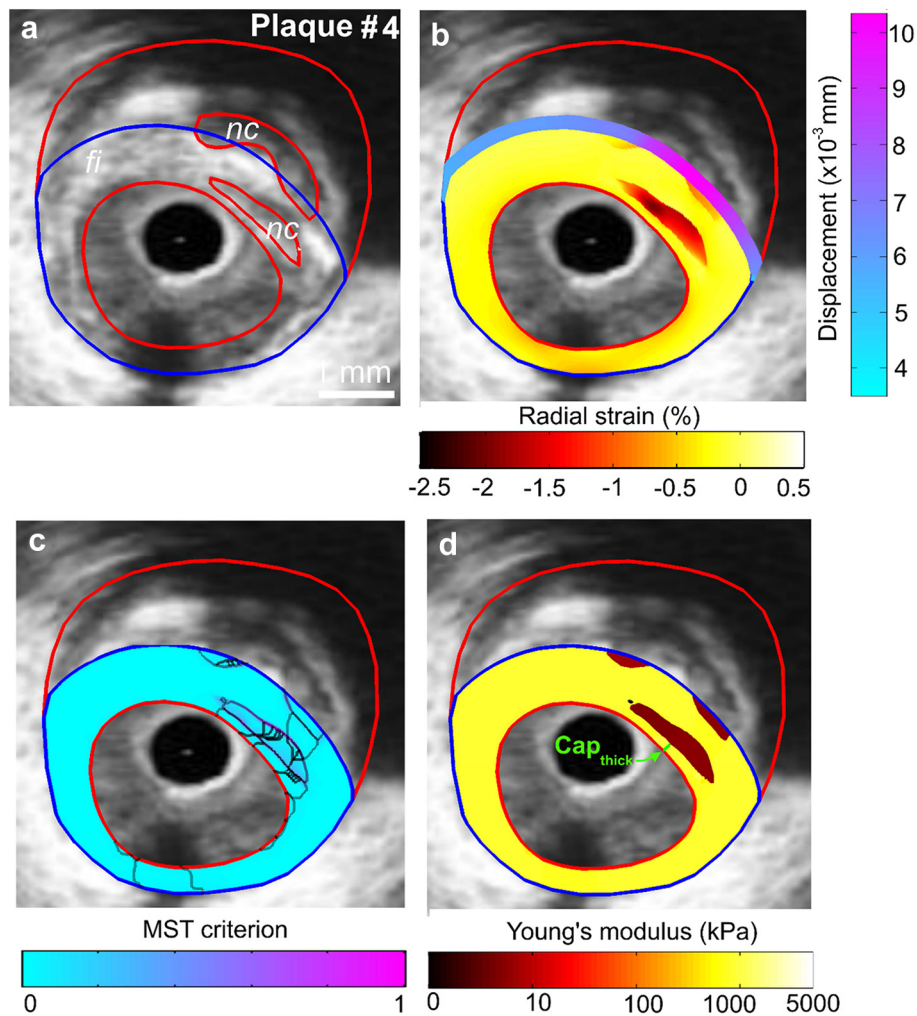 a
Plaque #4
nc
fi
nc
1 mm
b
10
9
8
7
6
5
4
Displacement (x10⁻³ mm)
Radial strain (%)
-2.5 -2 -1.5 -1 -0.5 0 0.5
c
MST criterion
0 1
d
Cap thick
Young's modulus (kPa)
0 10 100 1000 5000